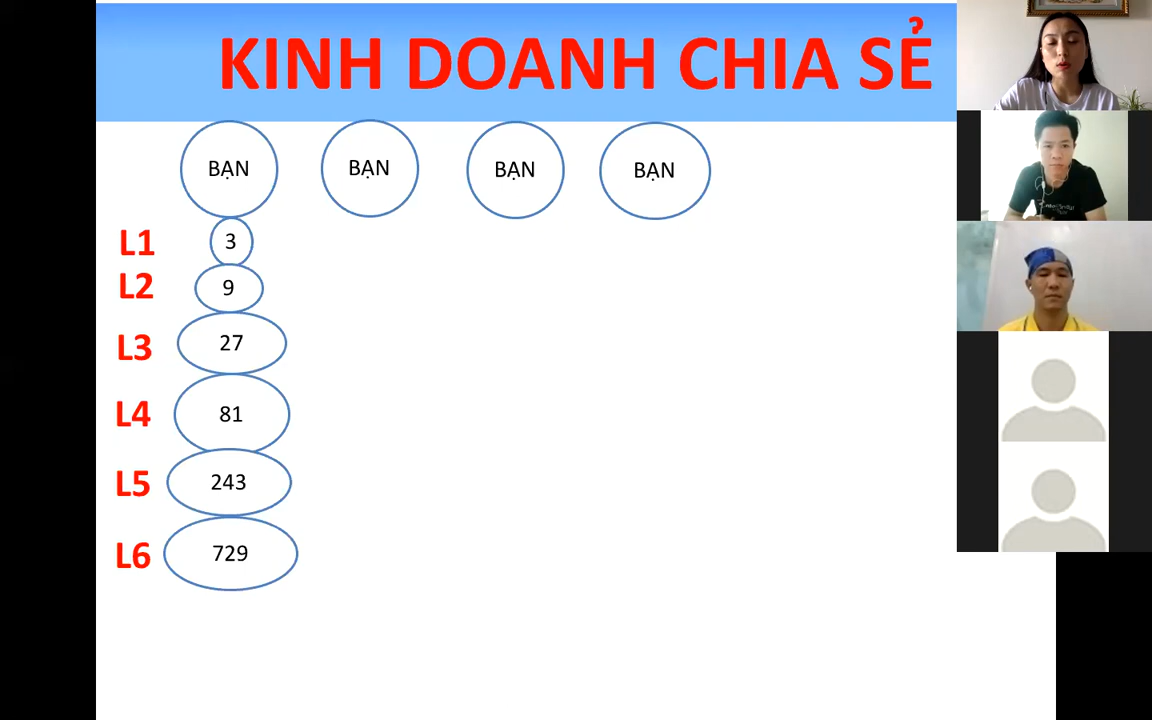 KINH DOANH CHIA SẺ
BẠN BẠN BẠN BẠN
L1 3
L2 9
L3 27
L4 81
L5 243
L6 729